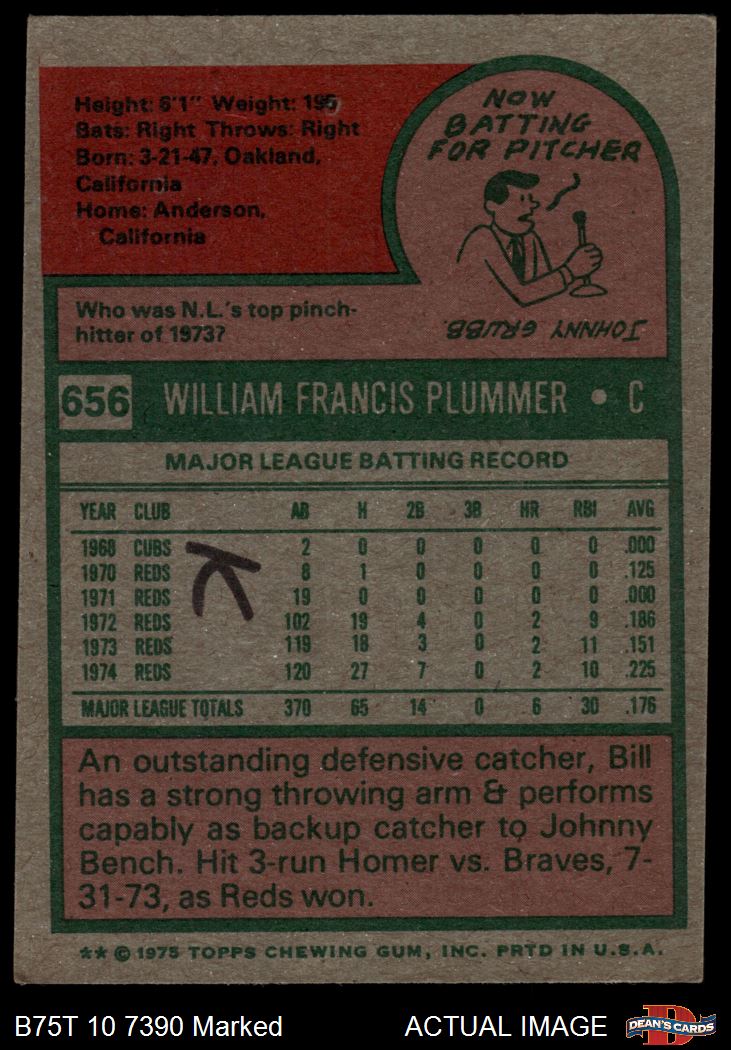 Height: 6'1" Weight: 195
Bats: Right Throws: Right
Born: 3-21-47, Oakland,
California
Home: Anderson,
California
NOW
BATTING
FOR PITCHER
JOHNNY GRUBB.
Who was N.L.'s top pinch-
hitter of 1973?
656 WILLIAM FRANCIS PLUMMER • C
MAJOR LEAGUE BATTING RECORD
YEAR CLUB AB H 2B 3B HR RBI AVG
1968 CUBS 2 0 0 0 0 0 .000
1970 REDS 8 1 0 0 0 0 .125
1971 REDS 19 0 0 0 0 0 .000
1972 REDS 102 19 4 0 2 9 .186
1973 REDS 119 18 3 0 2 11 .151
1974 REDS 120 27 7 0 2 10 .225
MAJOR LEAGUE TOTALS 370 65 14 0 6 30 .176
K
An outstanding defensive catcher, Bill
has a strong throwing arm & performs
capably as backup catcher to Johnny
Bench. Hit 3-run Homer vs. Braves, 7-
31-73, as Reds won.
** © 1975 TOPPS CHEWING GUM, INC. PRTD IN U.S.A.
B75T 10 7390 Marked ACTUAL IMAGE
D
DEAN'S CARDS